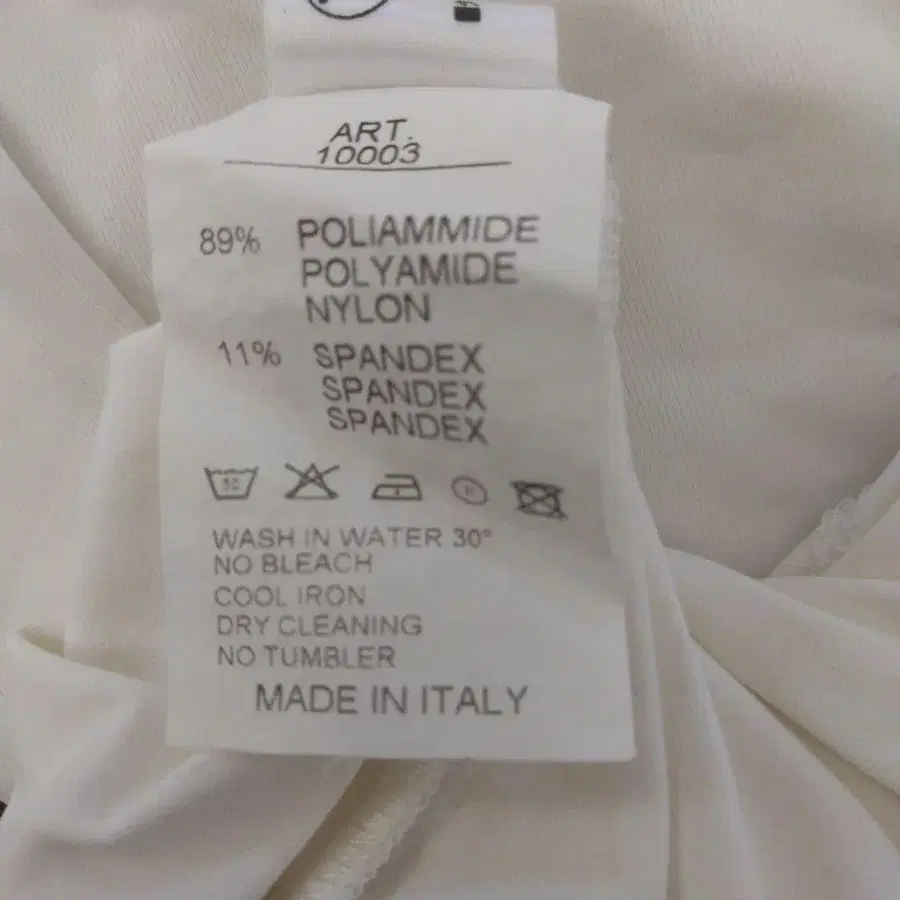 ART.
10003
89% POLIAMMIDE
POLYAMIDE
NYLON
11% SPANDEX
SPANDEX
SPANDEX
30
WASH IN WATER 30°
NO BLEACH
COOL IRON
DRY CLEANING
NO TUMBLER
MADE IN ITALY